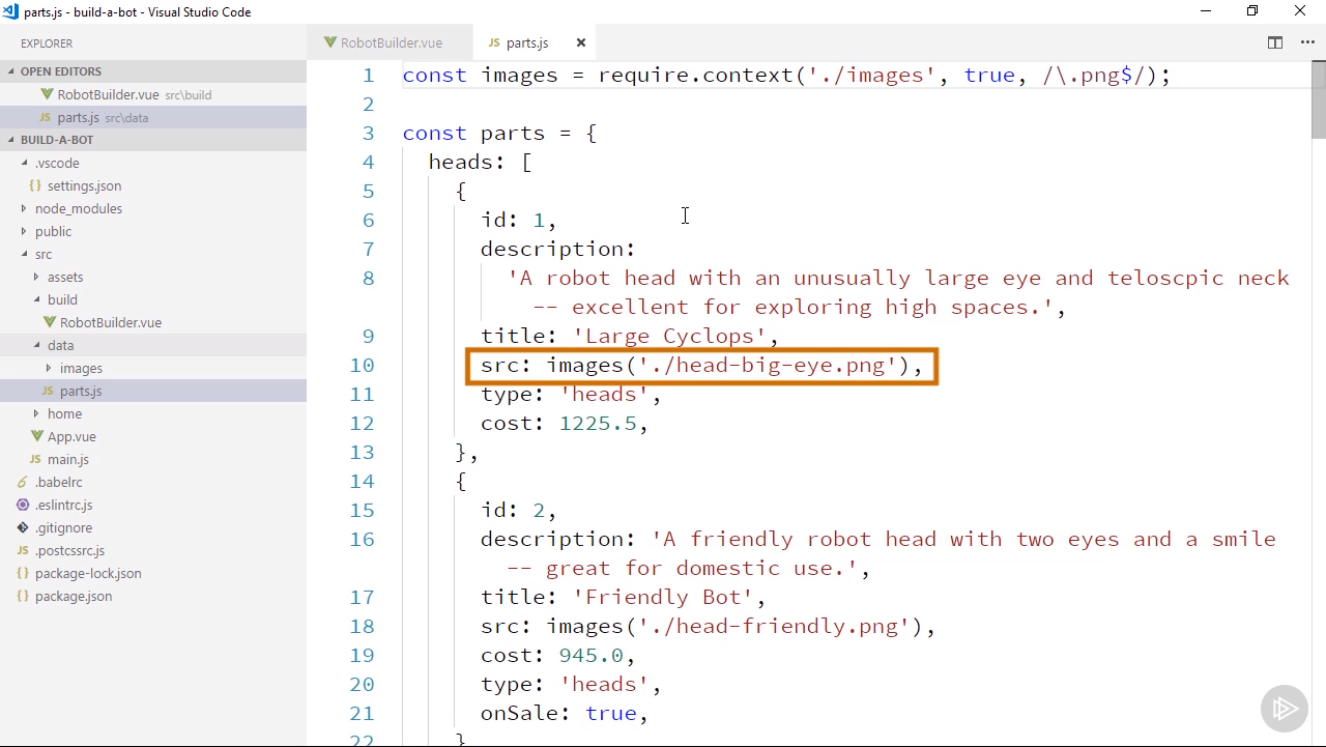 parts.js - build-a-bot - Visual Studio Code
EXPLORER
OPEN EDITORS
RobotBuilder.vue src\build
JS parts.js src\data
BUILD-A-BOT
.vscode
{} settings.json
node_modules
public
src
assets
build
RobotBuilder.vue
data
images
JS parts.js
home
App.vue
JS main.js
.babelrc
.eslintrc.js
.gitignore
JS .postcssrc.js
{} package-lock.json
{} package.json
RobotBuilder.vue
JS parts.js
1 const images = require.context('./images', true, /\.png$/);
2
3 const parts = {
4 heads: [
5 {
6 id: 1,
7 description:
8 'A robot head with an unusually large eye and teloscpic neck
-- excellent for exploring high spaces.',
9 title: 'Large Cyclops',
10 src: images('./head-big-eye.png'),
11 type: 'heads',
12 cost: 1225.5,
13 },
14 {
15 id: 2,
16 description: 'A friendly robot head with two eyes and a smile
-- great for domestic use.',
17 title: 'Friendly Bot',
18 src: images('./head-friendly.png'),
19 cost: 945.0,
20 type: 'heads',
21 onSale: true,
22 }